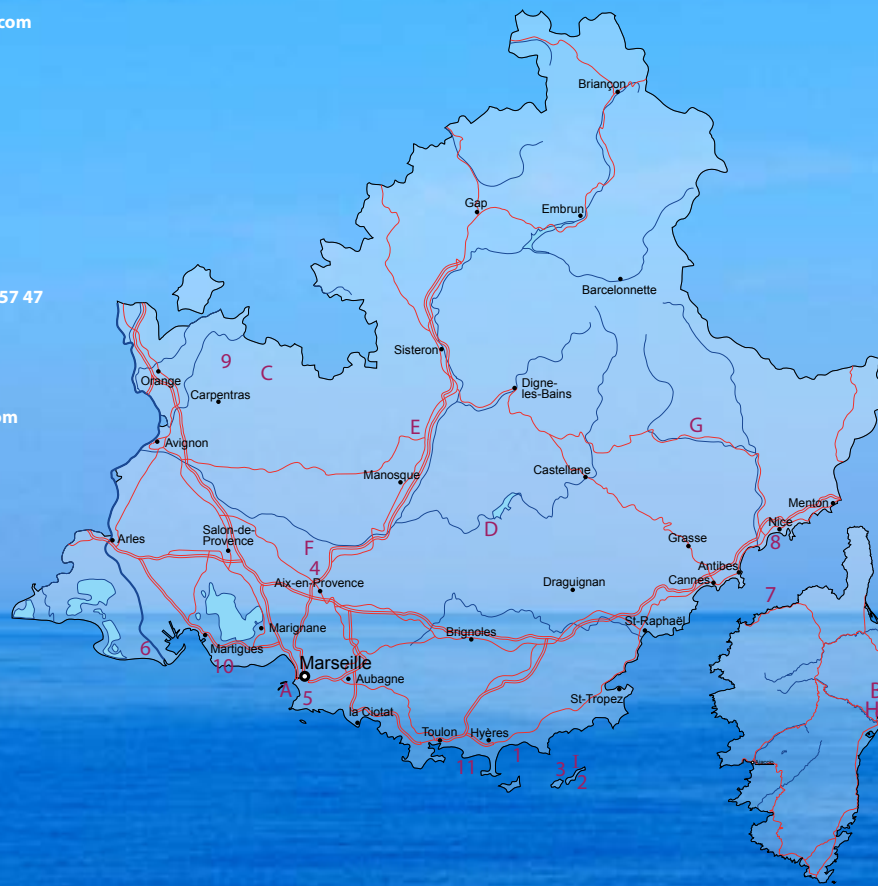 com
Briançon
Gap
Embrun
Barcelonnette
57 47
Sisteron
9
C
Orange
Carpentras
Digne-
les-Bains
om
E
G
Avignon
Manosque
Castellane
Menton
D
Nice
8
Arles
Salon-de-
Provence
F
4
Grasse
Aix-en-Provence
Draguignan
Antibes
Cannes
7
Marignane
Brignoles
St-Raphaël
6
Martigues
10
Marseille
Aubagne
A
5
St-Tropez
B
H
la Ciotat
Toulon
Hyères
11
1
3
I
2